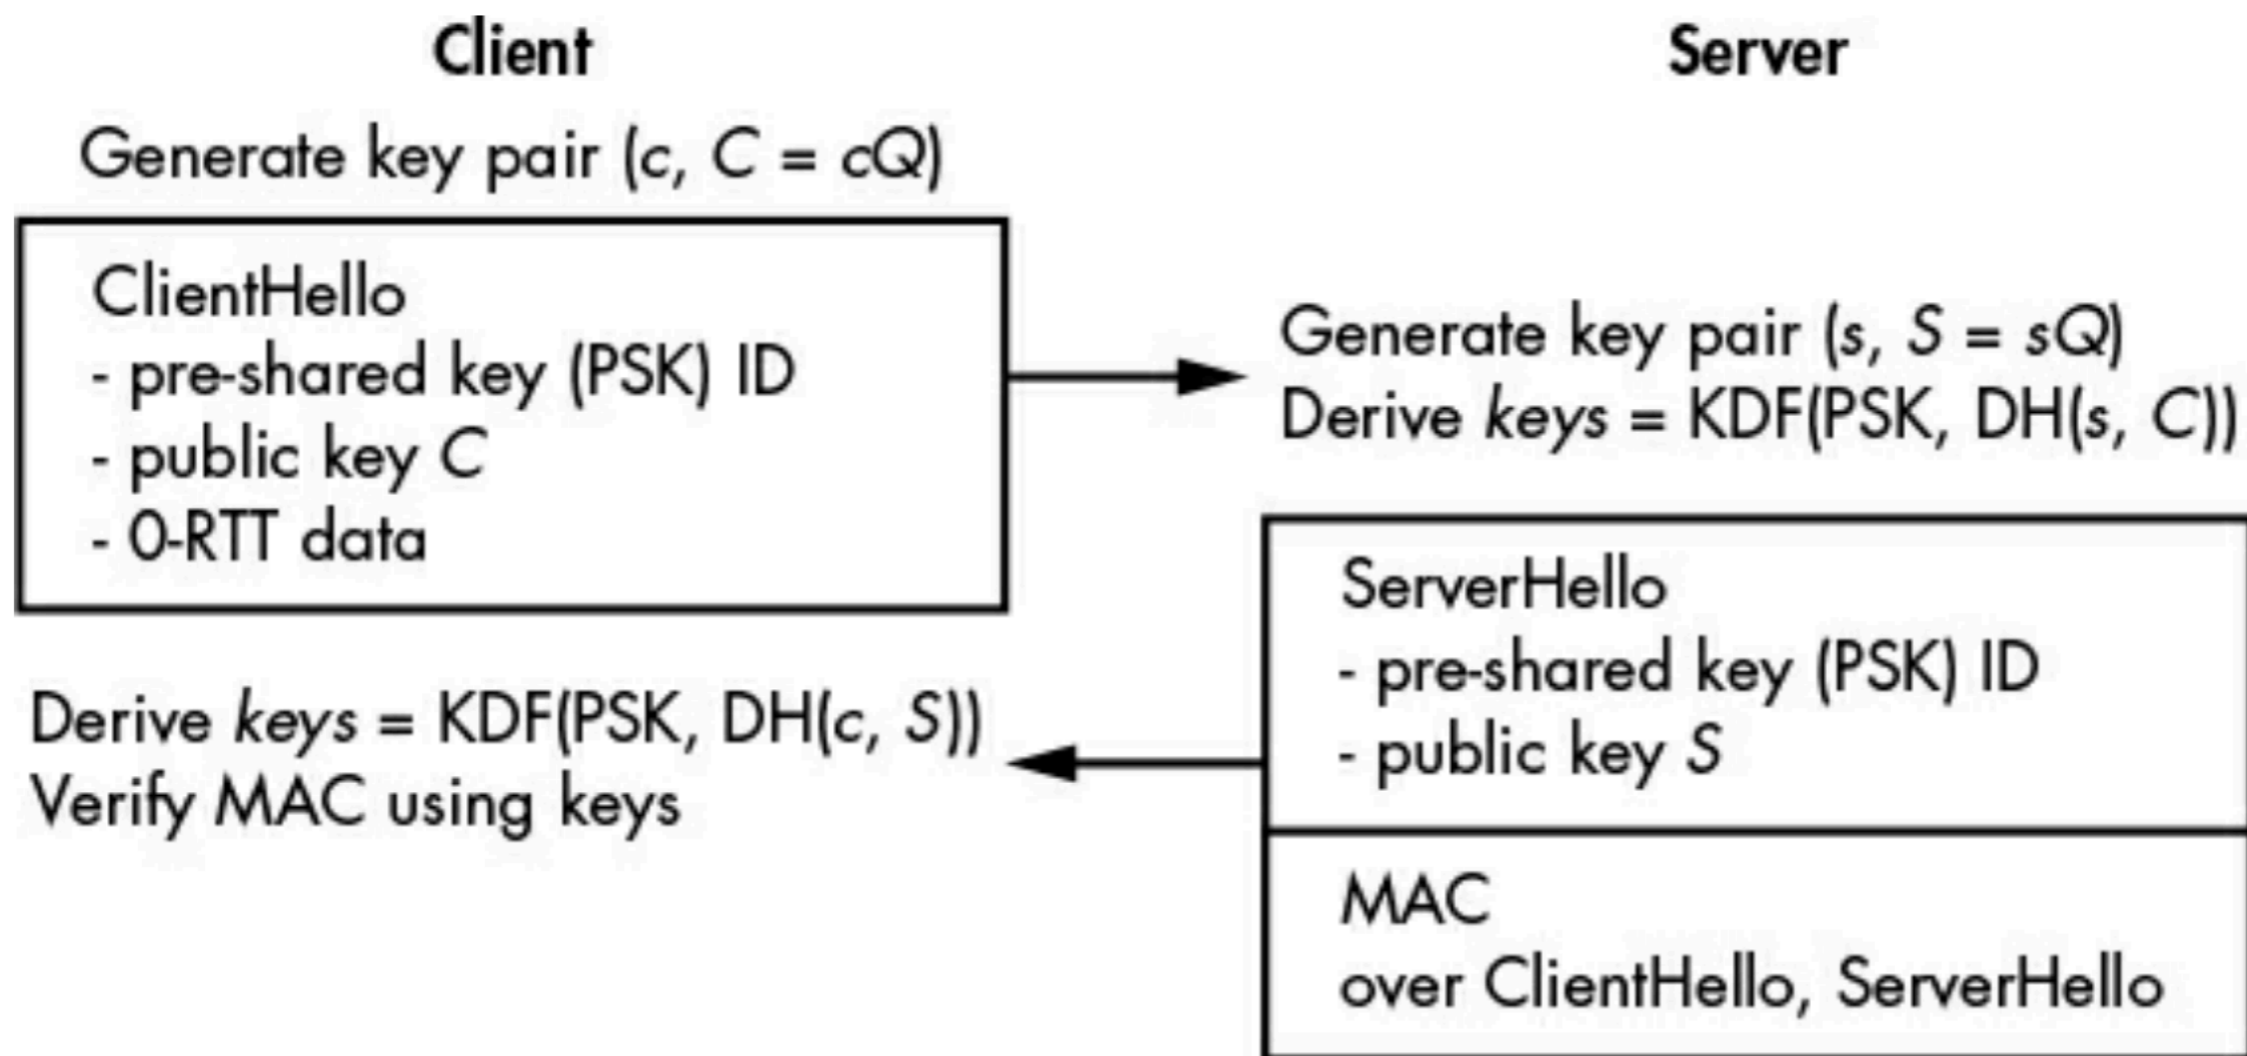 Client
Server
Generate key pair (c, C = cQ)
ClientHello
- pre-shared key (PSK) ID
- public key C
- 0-RTT data
Generate key pair (s, S = sQ)
Derive keys = KDF(PSK, DH(s, C))
ServerHello
- pre-shared key (PSK) ID
- public key S
MAC
over ClientHello, ServerHello
Derive keys = KDF(PSK, DH(c, S))
Verify MAC using keys